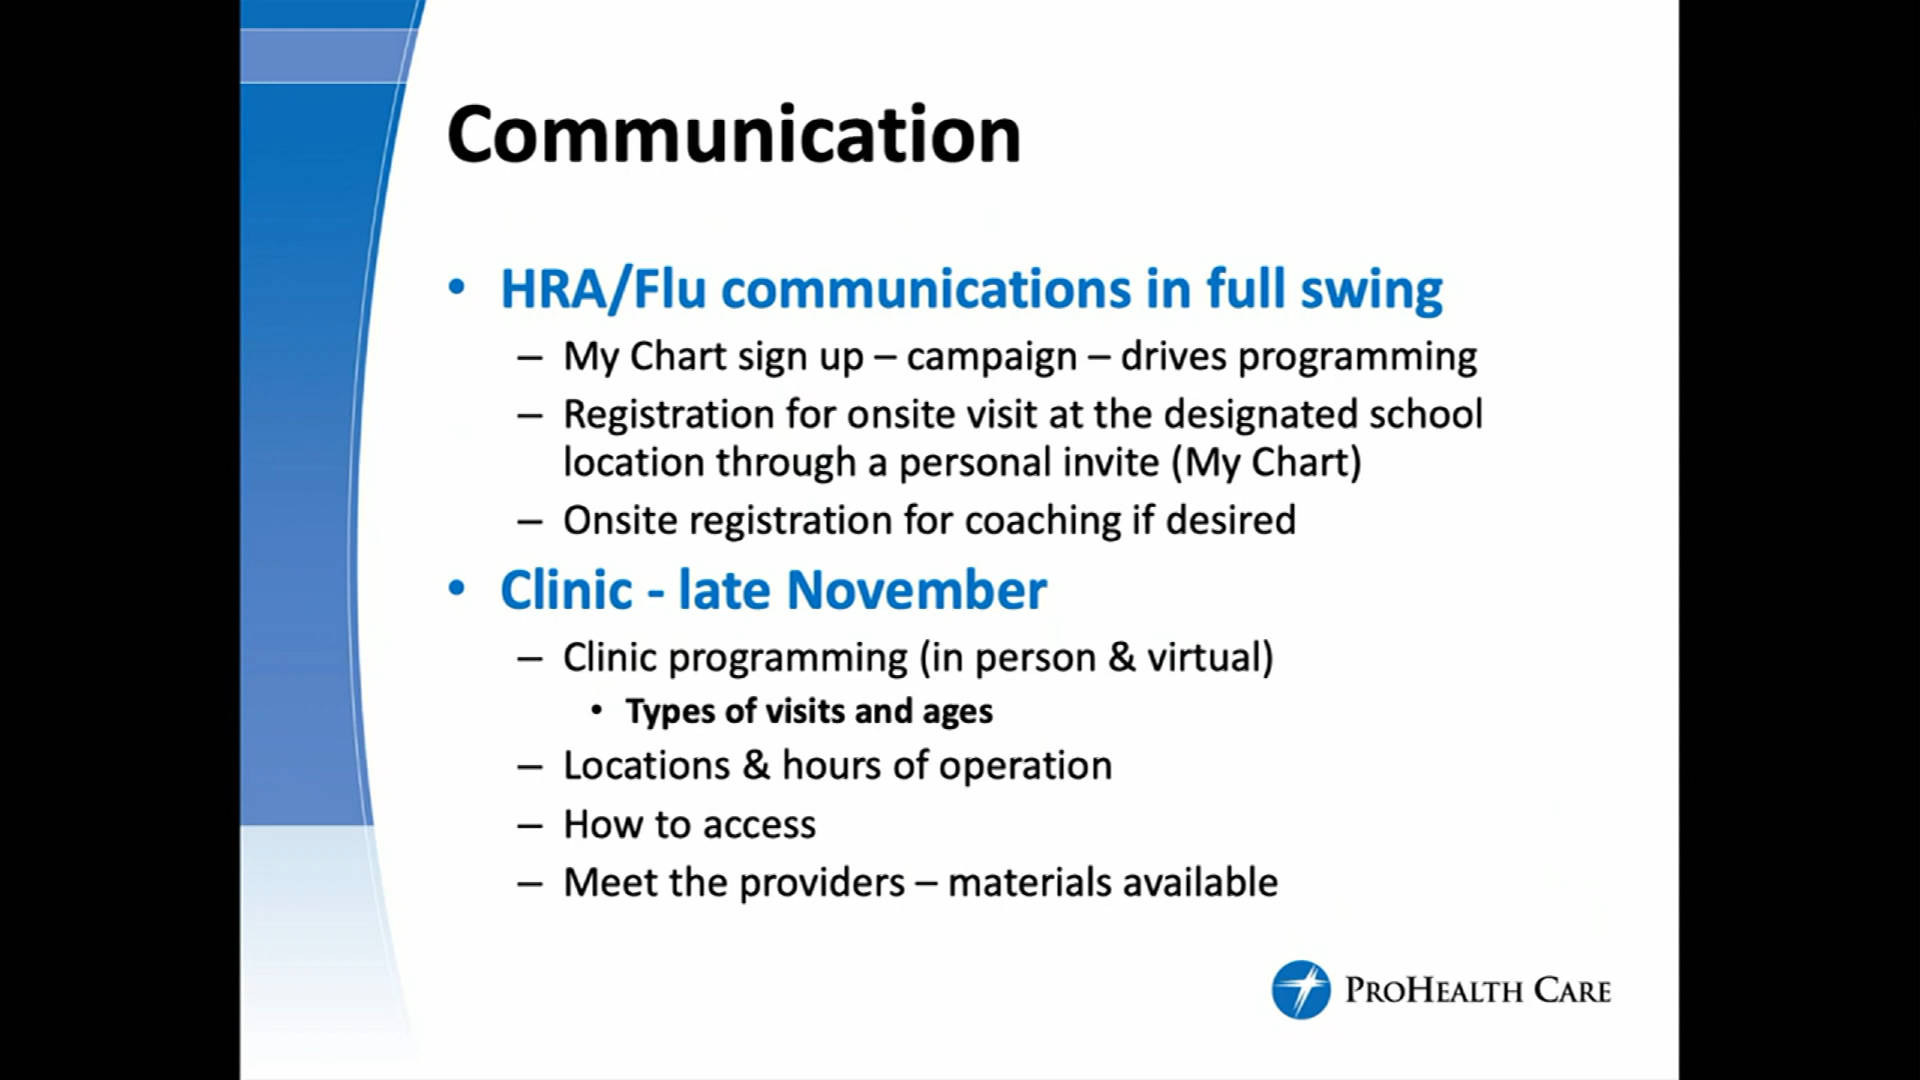 Communication
• HRA/Flu communications in full swing
– My Chart sign up – campaign – drives programming
– Registration for onsite visit at the designated school
location through a personal invite (My Chart)
– Onsite registration for coaching if desired
• Clinic - late November
– Clinic programming (in person & virtual)
• Types of visits and ages
– Locations & hours of operation
– How to access
– Meet the providers – materials available
PROHEALTH CARE